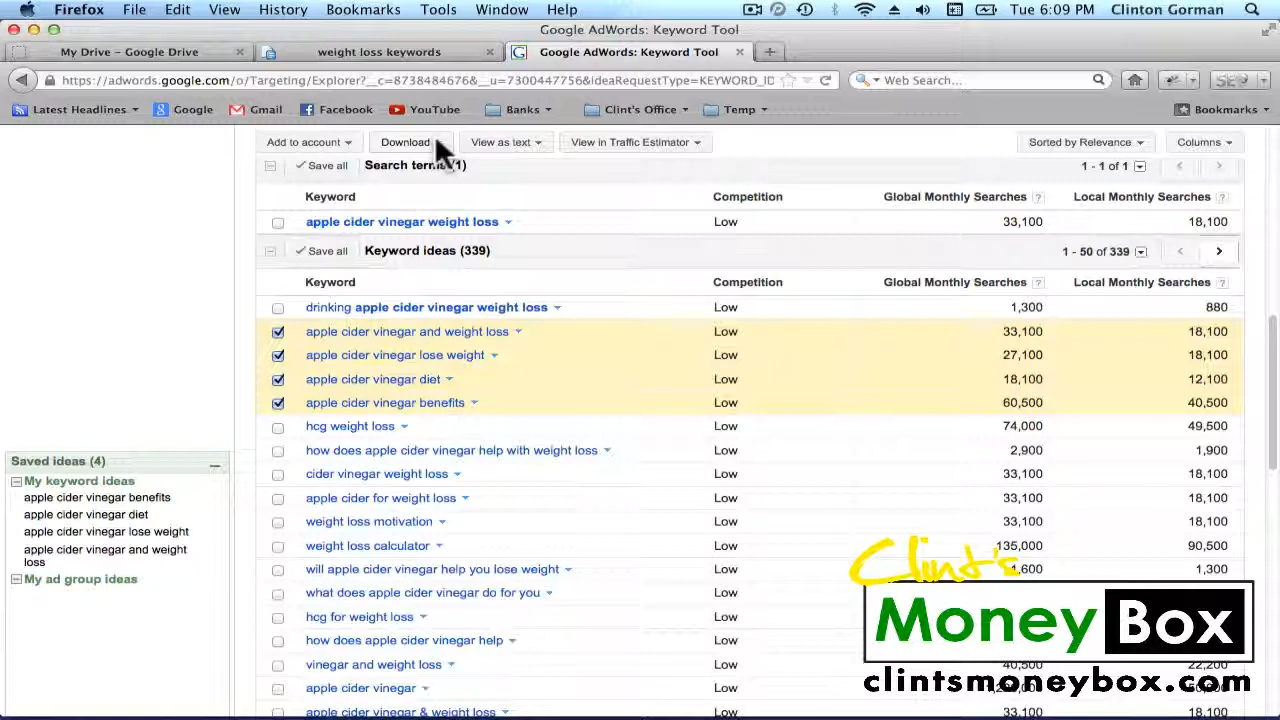 Firefox File Edit View History Bookmarks Tools Window Help Tue 6:09 PM Clinton Gorman
Google AdWords: Keyword Tool
My Drive – Google Drive × weight loss keywords × Google AdWords: Keyword Tool × +
https://adwords.google.com/o/Targeting/Explorer?__c=8738484676&__u=7300447756&ideaRequestType=KEYWORD_ID Web Search...
Latest Headlines Google Gmail Facebook YouTube Banks Clint's Office Temp Bookmarks
Add to account Download View as text View in Traffic Estimator Sorted by Relevance Columns
Save all Search terms (1) 1 - 1 of 1
Keyword Competition Global Monthly Searches ? Local Monthly Searches ?
apple cider vinegar weight loss Low 33,100 18,100
Save all Keyword ideas (339) 1 - 50 of 339
Keyword Competition Global Monthly Searches ? Local Monthly Searches ?
drinking apple cider vinegar weight loss Low 1,300 880
apple cider vinegar and weight loss Low 33,100 18,100
apple cider vinegar lose weight Low 27,100 18,100
apple cider vinegar diet Low 18,100 12,100
apple cider vinegar benefits Low 60,500 40,500
hcg weight loss Low 74,000 49,500
how does apple cider vinegar help with weight loss Low 2,900 1,900
cider vinegar weight loss Low 33,100 18,100
apple cider for weight loss Low 33,100 18,100
weight loss motivation Low 33,100 18,100
weight loss calculator Low 135,000 90,500
will apple cider vinegar help you lose weight Low 1,600 1,300
what does apple cider vinegar do for you Low
hcg for weight loss Low
how does apple cider vinegar help Low
vinegar and weight loss Low 40,500 22,200
apple cider vinegar Low
apple cider vinegar & weight loss Low 33,100 18,100
Saved ideas (4)
My keyword ideas
apple cider vinegar benefits
apple cider vinegar diet
apple cider vinegar lose weight
apple cider vinegar and weight
loss
My ad group ideas
Clint's
Money Box
clintsmoneybox.com